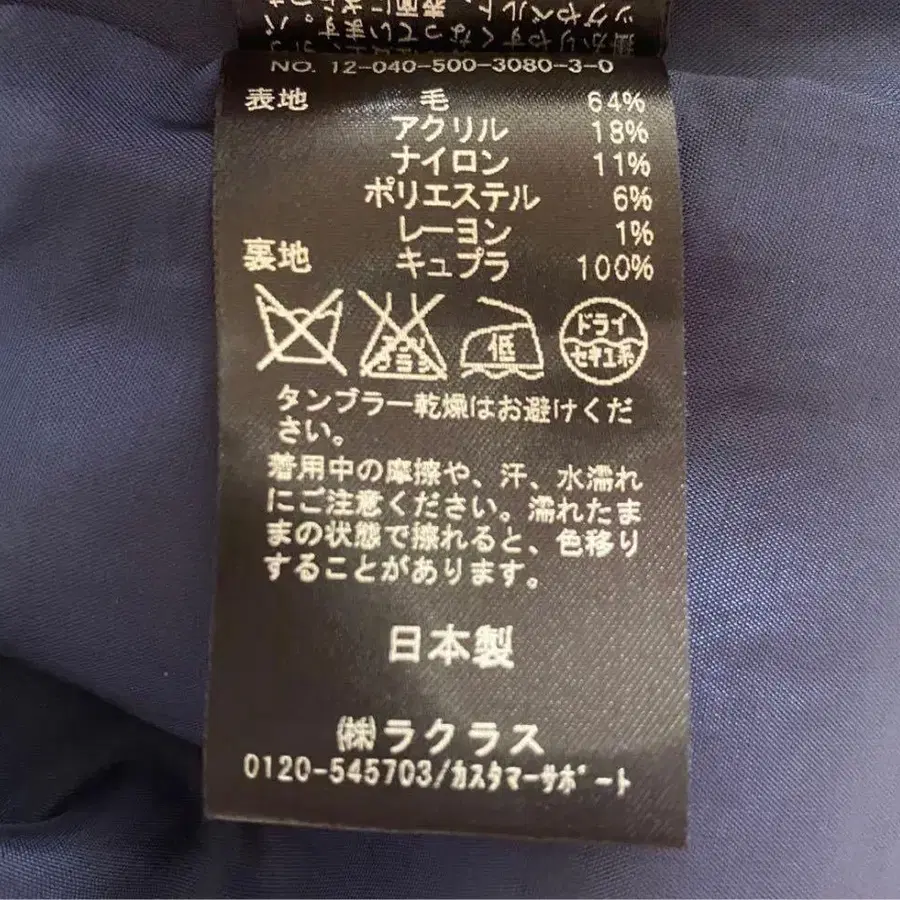 NO. 12-040-500-3080-3-0
表地 毛 64%
アクリル 18%
ナイロン 11%
ポリエステル 6%
レーヨン 1%
裏地 キュプラ 100%
エンソ
サラシ
低
ドライ
セキユ系
タンブラー乾燥はお避けくだ
さい。
着用中の摩擦や、汗、水濡れ
にご注意ください。濡れたま
まの状態で擦れると、色移り
することがあります。
日本製
㈱ラクラス
0120-545703/ｶｽﾀﾏｰｻﾎﾟｰﾄ